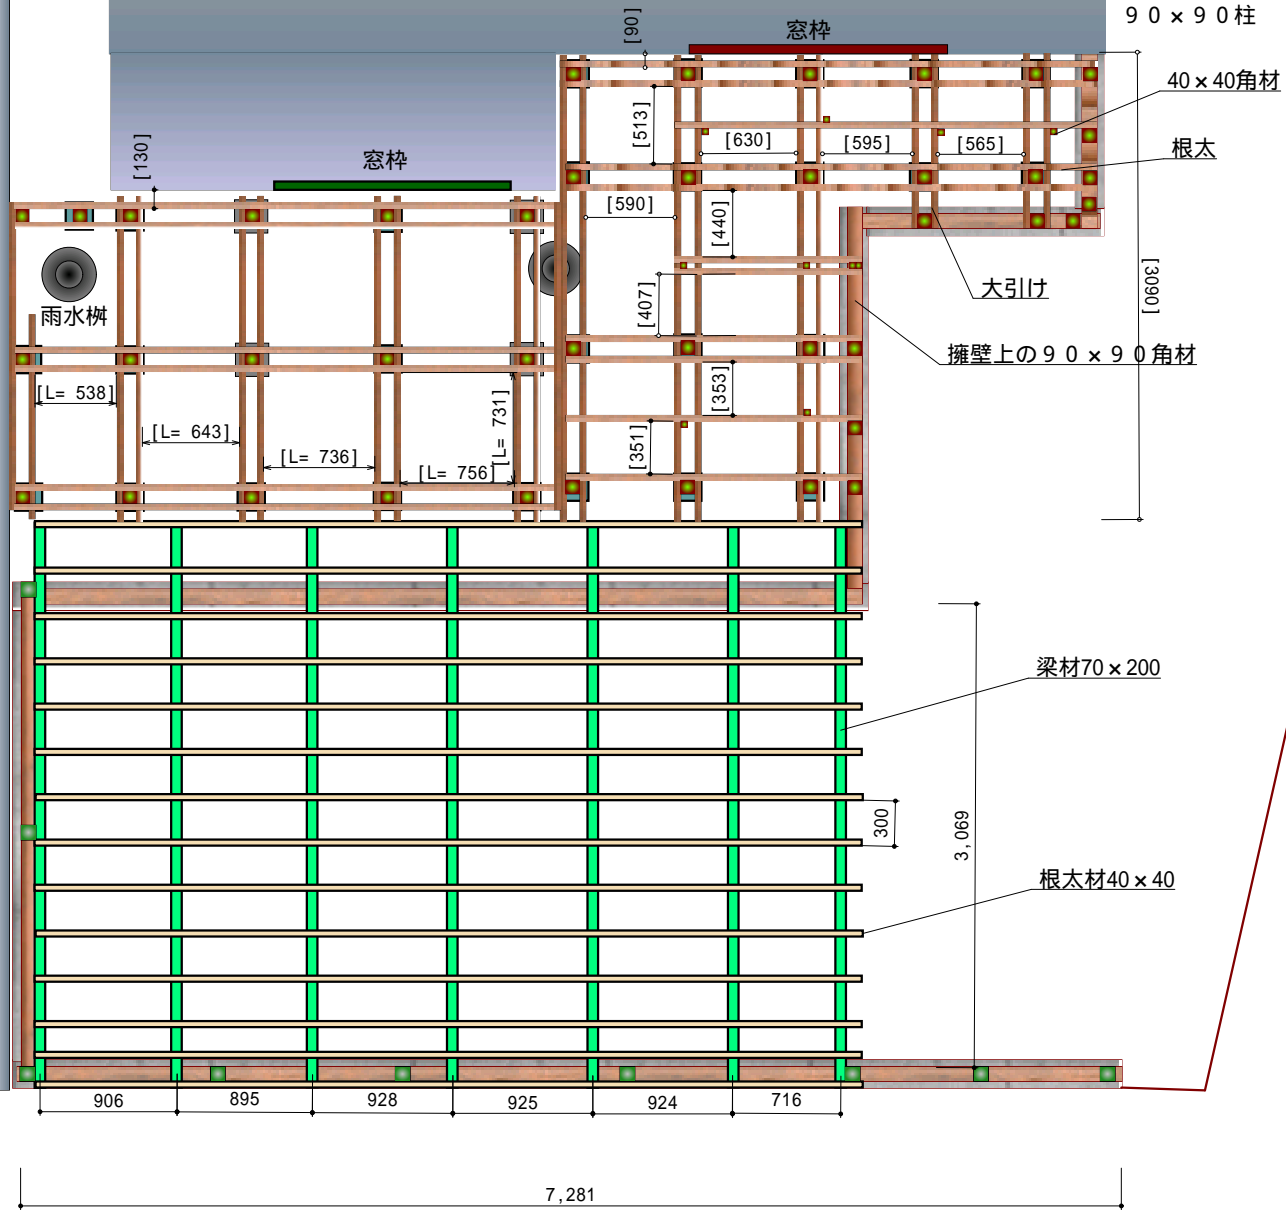 ９０×９０柱
[90]
窓枠
40×40角材
[513]
[130]
[630]
[595]
[565]
根太
窓枠
[590]
[440]
[3090]
大引け
[407]
雨水桝
擁壁上の９０×９０角材
[L= 538]
[353]
[L= 731]
[L= 643]
[351]
[L= 736]
[L= 756]
梁材70×200
300
3,069
根太材40×40
906
895
928
925
924
716
7,281